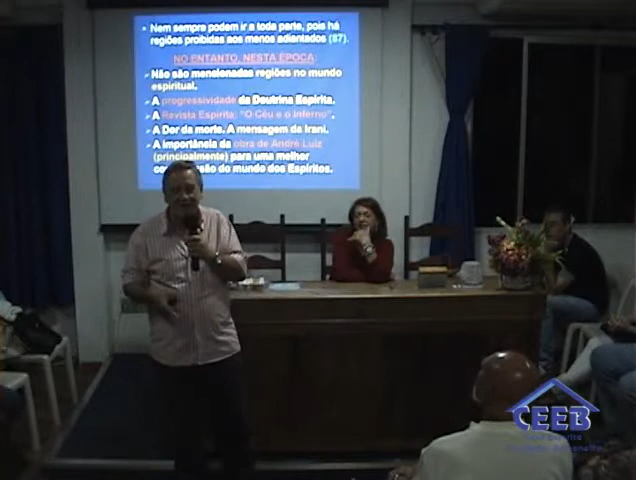 • Nem sempre podem ir a toda parte, pois há
regiões proibidas aos menos adiantados (87).
NO ENTANTO, NESTA ÉPOCA:
Não são mencionadas regiões no mundo
espiritual.
A progressividade da Doutrina Espírita.
A Revista Espírita: "O Céu e o Inferno".
A Dor da morte. A mensagem da Irani.
A importância da obra de André Luiz
(principalmente) para uma melhor
do mundo dos Espíritos.
CEEB